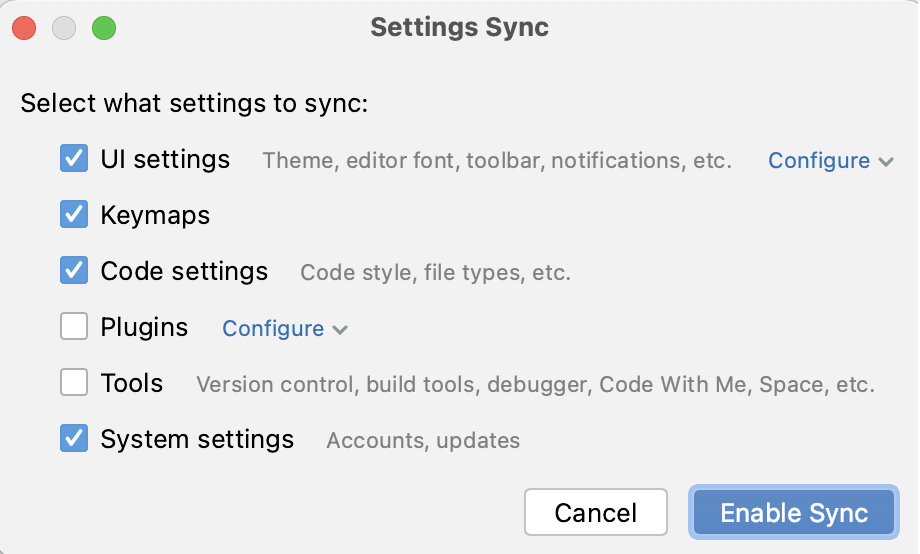 Settings Sync
Select what settings to sync:
UI settings Theme, editor font, toolbar, notifications, etc. Configure
Keymaps
Code settings Code style, file types, etc.
Plugins Configure
Tools Version control, build tools, debugger, Code With Me, Space, etc.
System settings Accounts, updates
Cancel Enable Sync